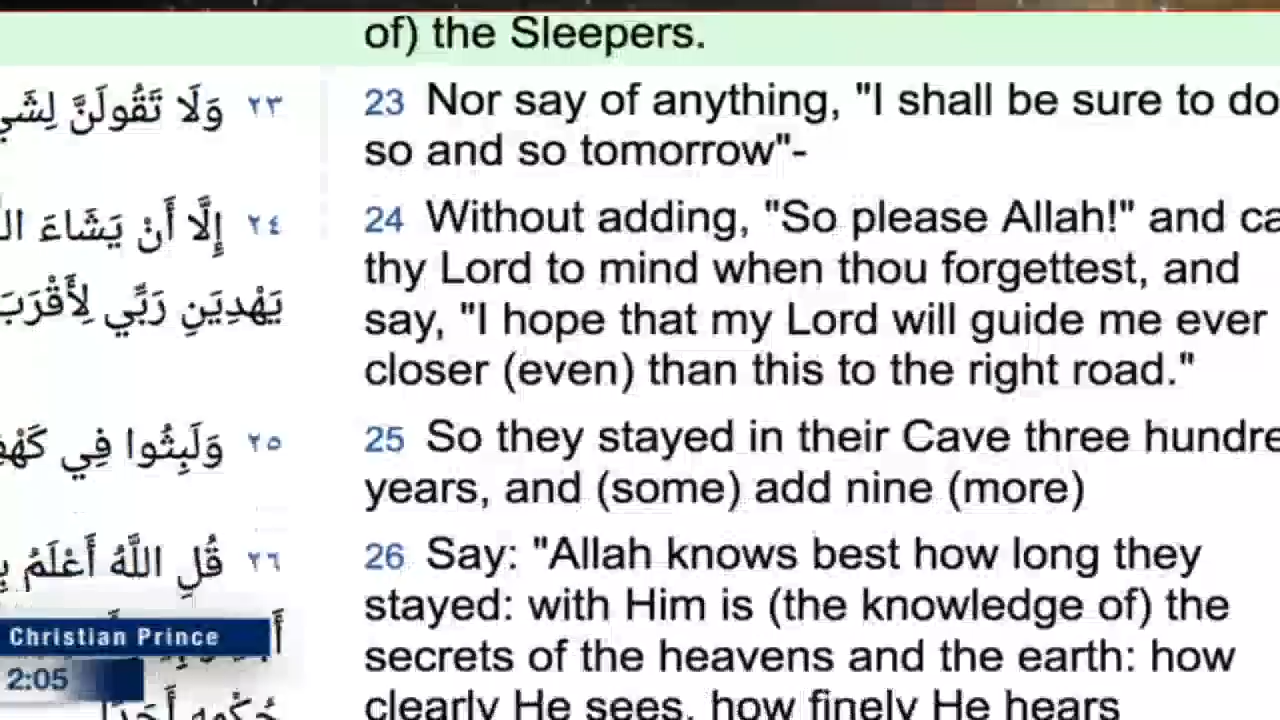 of) the Sleepers.
٢٣ وَلَا تَقُولَنَّ
23 Nor say of anything, "I shall be sure to do
so and so tomorrow"-
٢٤ إِلَّا أَنْ يَشَاءَ
24 Without adding, "So please Allah!" and
thy Lord to mind when thou forgettest, and
يَهْدِيَنِ رَبِّي
say, "I hope that my Lord will guide me ever
closer (even) than this to the right road."
٢٥ وَلَبِثُوا فِي
25 So they stayed in their Cave three
years, and (some) add nine (more)
٢٦ قُلِ اللَّهُ أَعْلَمُ
26 Say: "Allah knows best how long they
stayed: with Him is (the knowledge of) the
Christian Prince
secrets of the heavens and the earth: how
2:05
clearly He sees, how finely He hears